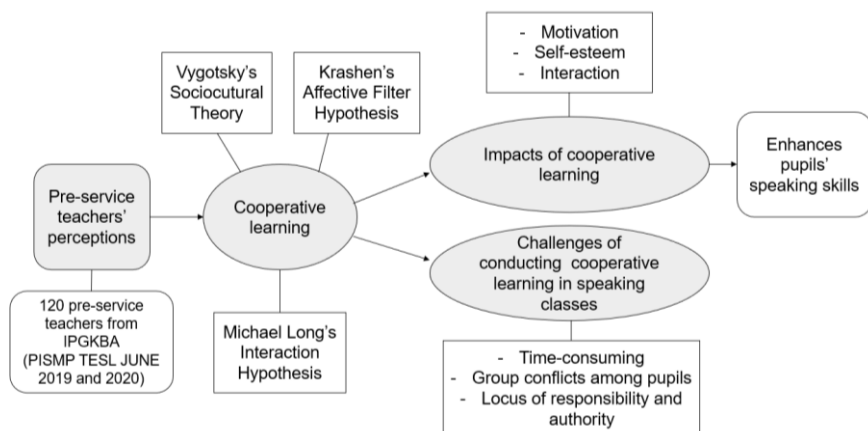 Vygotsky's
Sociocutural
Theory
Krashen's
Affective Filter
Hypothesis
- Motivation
- Self-esteem
- Interaction
Pre-service
teachers'
perceptions
Cooperative
learning
Impacts of cooperative
learning
Enhances
pupils'
speaking skills
Challenges of
conducting cooperative
learning in speaking
classes
120 pre-service
teachers from
IPGKBA
(PISMP TESL JUNE
2019 and 2020)
Michael Long's
Interaction
Hypothesis
- Time-consuming
- Group conflicts among pupils
- Locus of responsibility and
authority